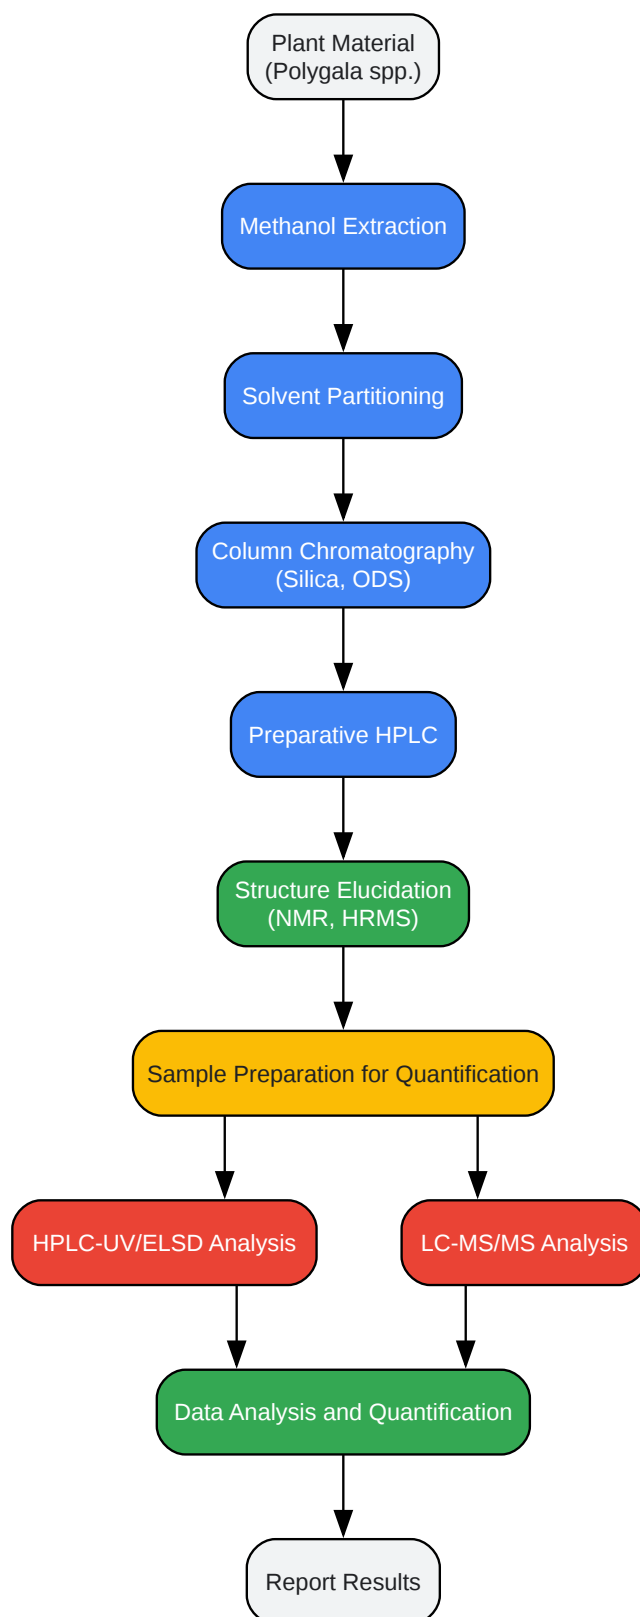 Plant Material
(Polygala spp.)
Methanol Extraction
Solvent Partitioning
Column Chromatography
(Silica, ODS)
Preparative HPLC
Structure Elucidation
(NMR, HRMS)
Sample Preparation for Quantification
HPLC-UV/ELSD Analysis
LC-MS/MS Analysis
Data Analysis and Quantification
Report Results